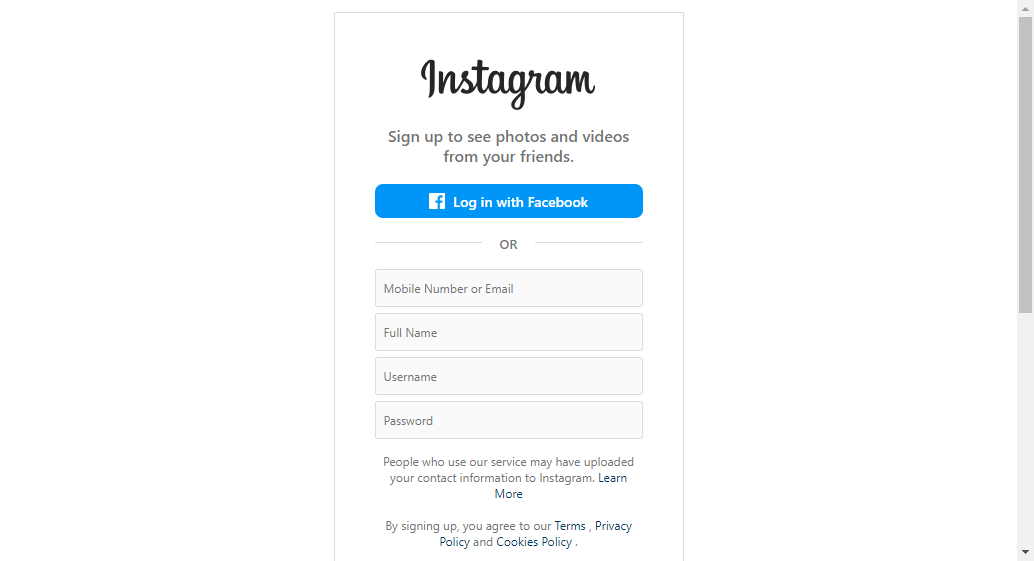 Instagram
Sign up to see photos and videos
from your friends.
Log in with Facebook
OR
Mobile Number or Email
Full Name
Username
Password
People who use our service may have uploaded
your contact information to Instagram. Learn
More
By signing up, you agree to our Terms , Privacy
Policy and Cookies Policy .